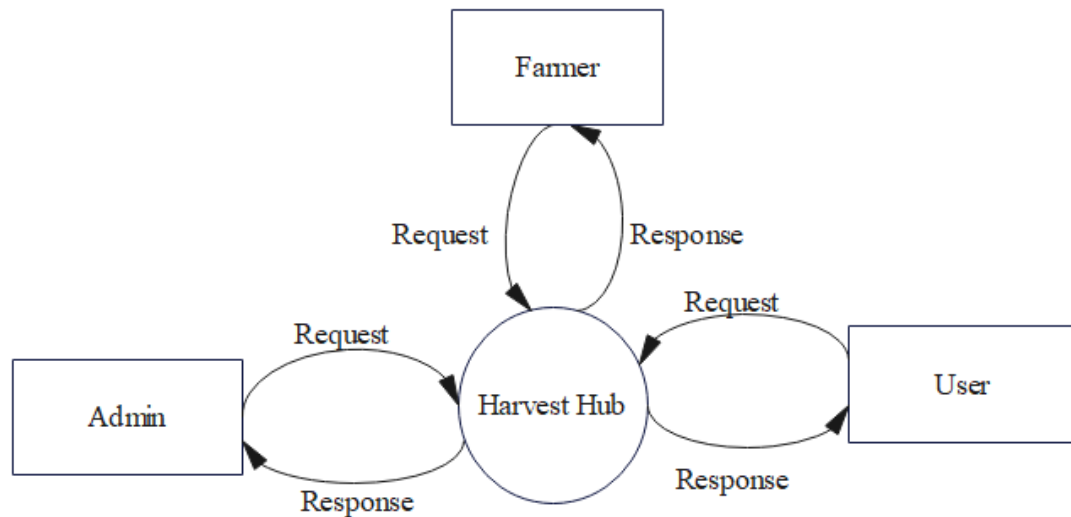 Farmer
Request
Response
Request
Request
User
Admin
Harvest Hub
Response
Response